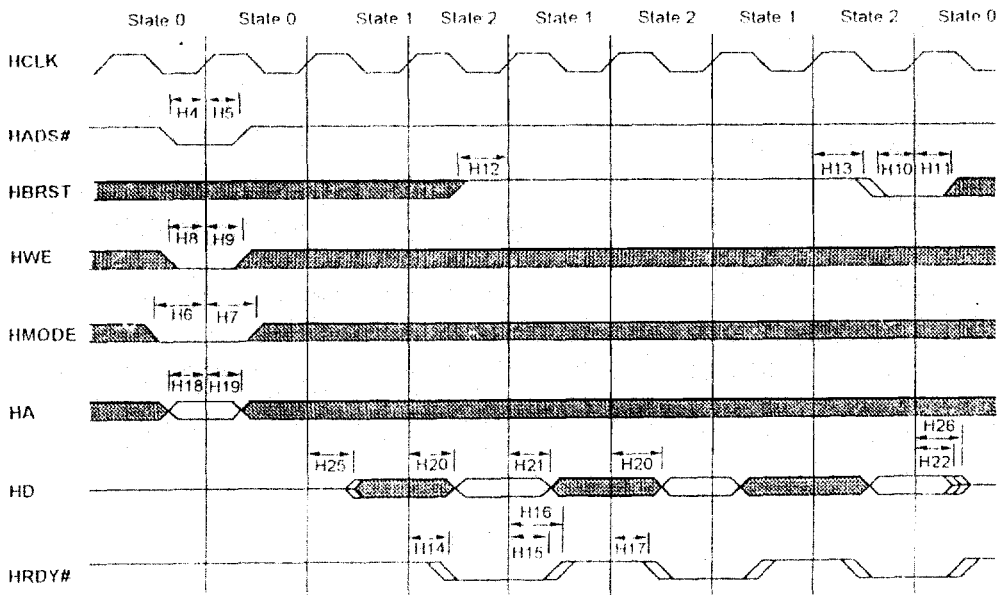 State 0 State 0 State 1 State 2 State 1 State 2 State 1 State 2 State 0
HCLK
H4 H5
HADS#
H12 H13 H10 H11
HBRST
H8 H9
HWE
H6 H7
HMODE
H18 H19
HA
H26
H25 H20 H21 H20 H22
HD
H16
H14 H15 H17
HRDY#